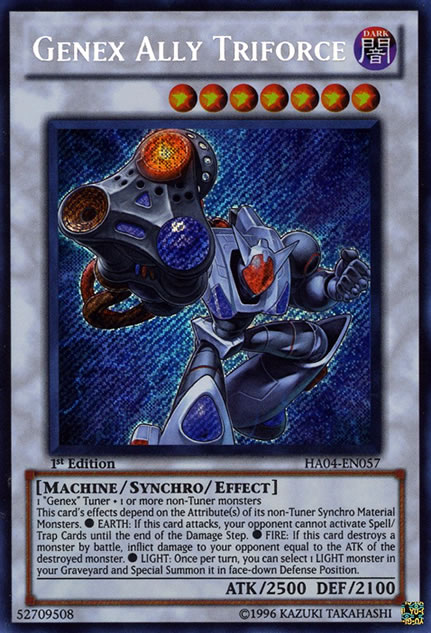 GENEX ALLY TRIFORCE
DARK
闇
1st Edition
HA04-EN057
[MACHINE/SYNCHRO/EFFECT]
1 "Genex" Tuner + 1 or more non-Tuner monsters
This card's effects depend on the Attribute(s) of its non-Tuner Synchro Material
Monsters. ● EARTH: If this card attacks, your opponent cannot activate Spell/
Trap Cards until the end of the Damage Step. ● FIRE: If this card destroys a
monster by battle, inflict damage to your opponent equal to the ATK of the
destroyed monster. ● LIGHT: Once per turn, you can select 1 LIGHT monster in
your Graveyard and Special Summon it in face-down Defense Position.
ATK/2500 DEF/2100
52709508
©1996 KAZUKI TAKAHASHI